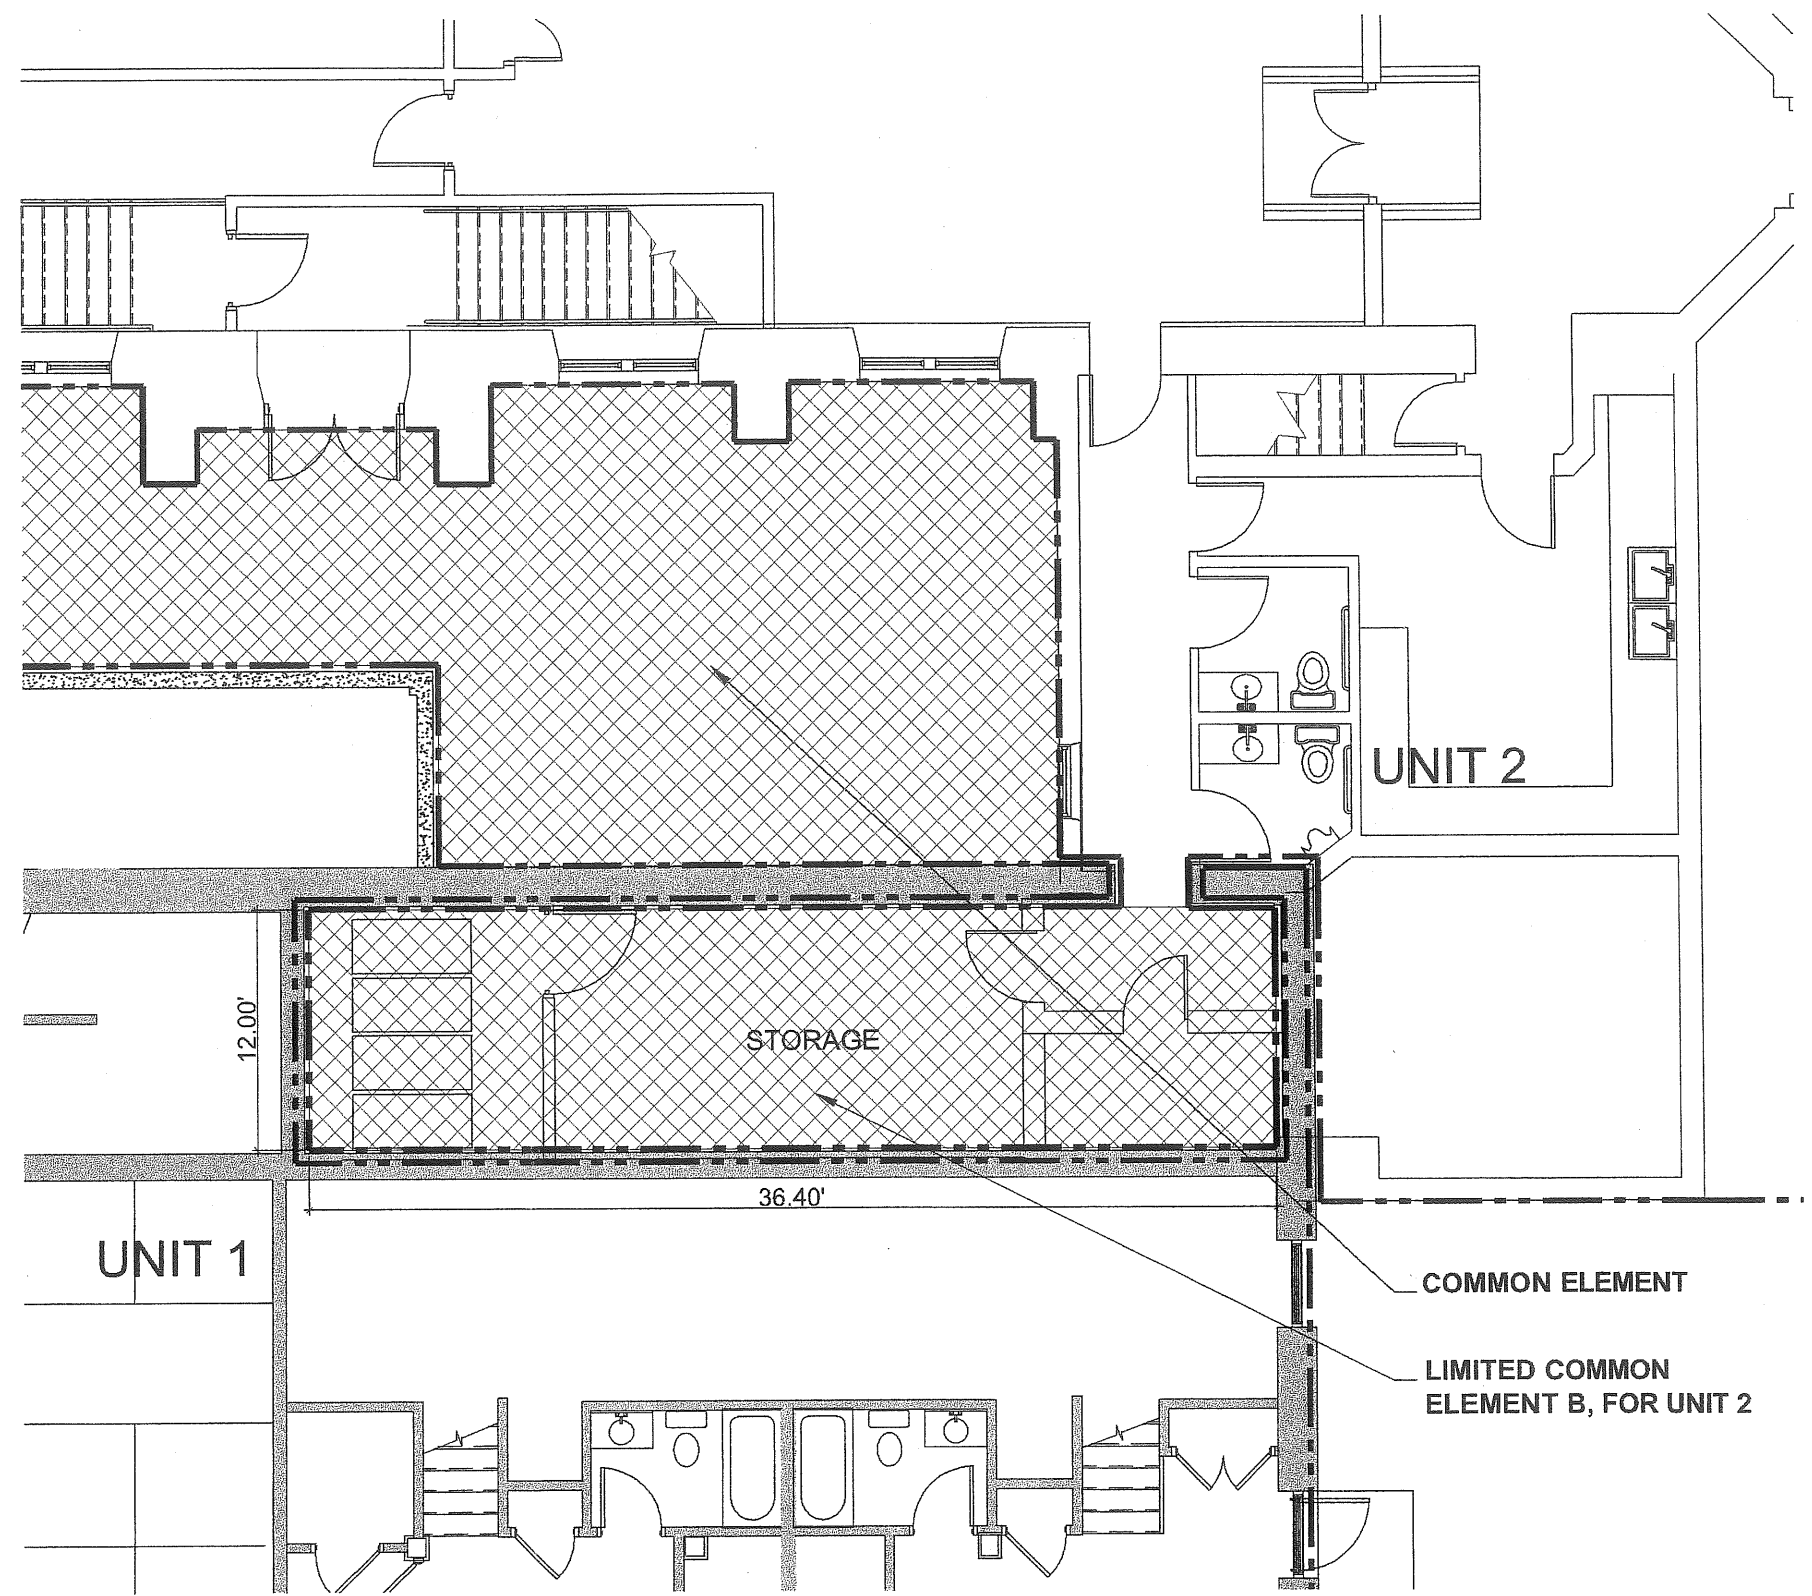 UNIT 2
12.00'
STORAGE
36.40'
UNIT 1
COMMON ELEMENT
LIMITED COMMON
ELEMENT B, FOR UNIT 2